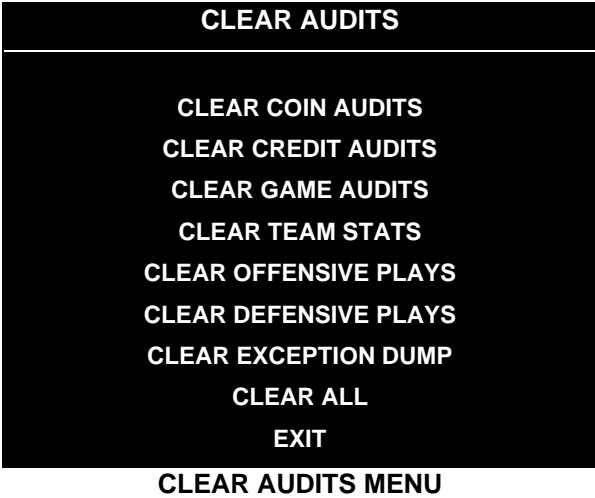 CLEAR AUDITS
CLEAR COIN AUDITS
CLEAR CREDIT AUDITS
CLEAR GAME AUDITS
CLEAR TEAM STATS
CLEAR OFFENSIVE PLAYS
CLEAR DEFENSIVE PLAYS
CLEAR EXCEPTION DUMP
CLEAR ALL
EXIT
CLEAR AUDITS MENU